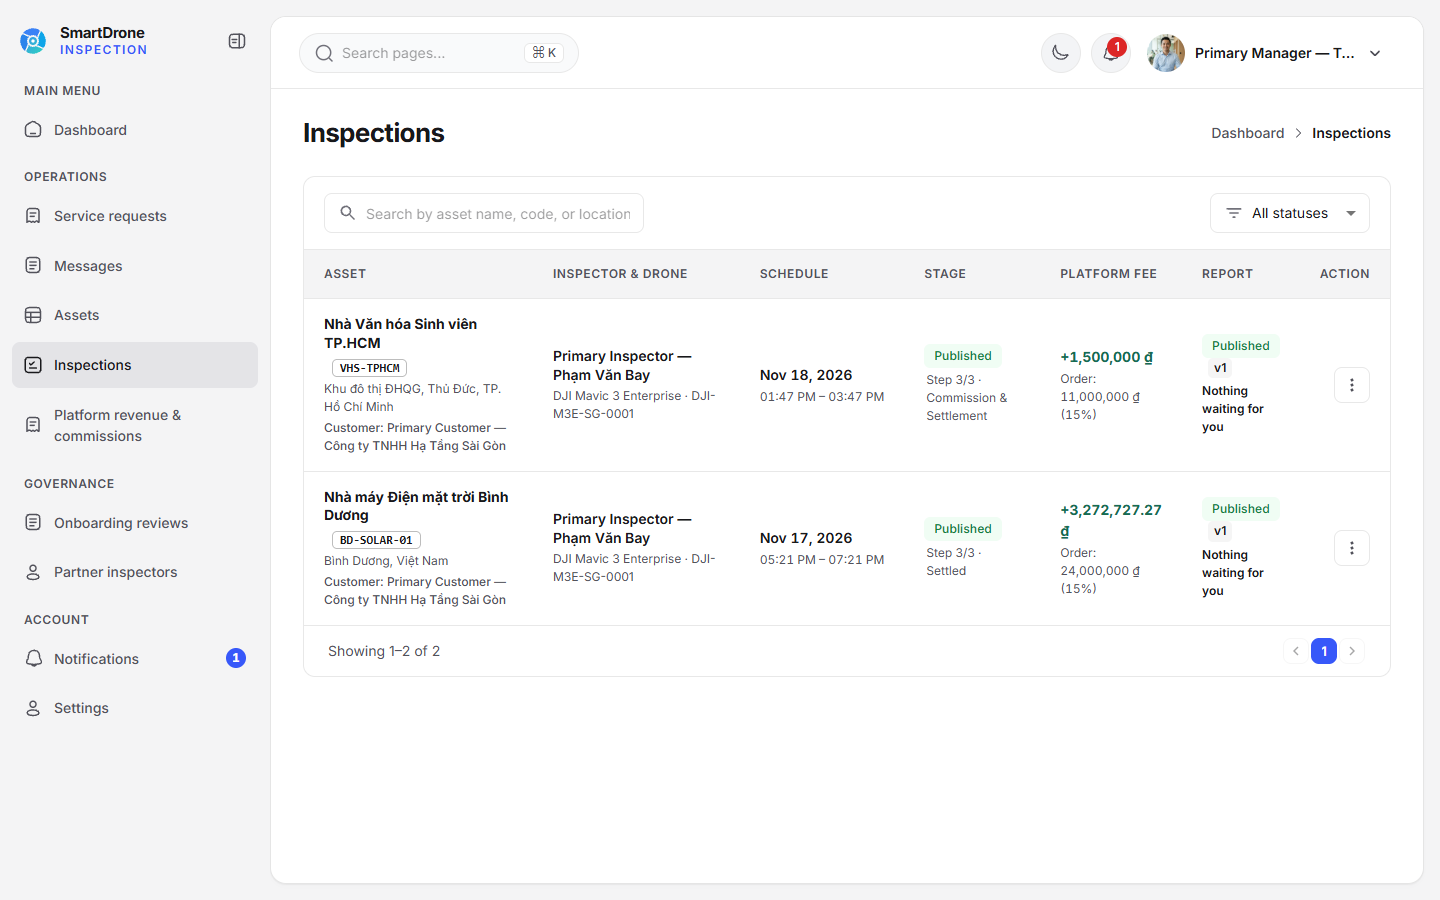 SmartDrone
INSPECTION
MAIN MENU
Dashboard
OPERATIONS
Service requests
Messages
Assets
Inspections
Platform revenue &
commissions
GOVERNANCE
Onboarding reviews
Partner inspectors
ACCOUNT
Notifications 1
Settings
Search pages... ⌘ K
1
Primary Manager — T...
Inspections
Dashboard > Inspections
Search by asset name, code, or location
All statuses
ASSET INSPECTOR & DRONE SCHEDULE STAGE PLATFORM FEE REPORT ACTION
Nhà Văn hóa Sinh viên
TP.HCM
VHS-TPHCM
Khu đô thị ĐHQG, Thủ Đức, TP.
Hồ Chí Minh
Customer: Primary Customer —
Công ty TNHH Hạ Tầng Sài Gòn
Primary Inspector —
Phạm Văn Bay
DJI Mavic 3 Enterprise · DJI-
M3E-SG-0001
Nov 18, 2026
01:47 PM – 03:47 PM
Published
Step 3/3 ·
Commission &
Settlement
+1,500,000 ₫
Order:
11,000,000 ₫
(15%)
Published
v1
Nothing
waiting for
you
Nhà máy Điện mặt trời Bình
Dương
BD-SOLAR-01
Bình Dương, Việt Nam
Customer: Primary Customer —
Công ty TNHH Hạ Tầng Sài Gòn
Primary Inspector —
Phạm Văn Bay
DJI Mavic 3 Enterprise · DJI-
M3E-SG-0001
Nov 17, 2026
05:21 PM – 07:21 PM
Published
Step 3/3 ·
Settled
+3,272,727.27
₫
Order:
24,000,000 ₫
(15%)
Published
v1
Nothing
waiting for
you
Showing 1–2 of 2
1